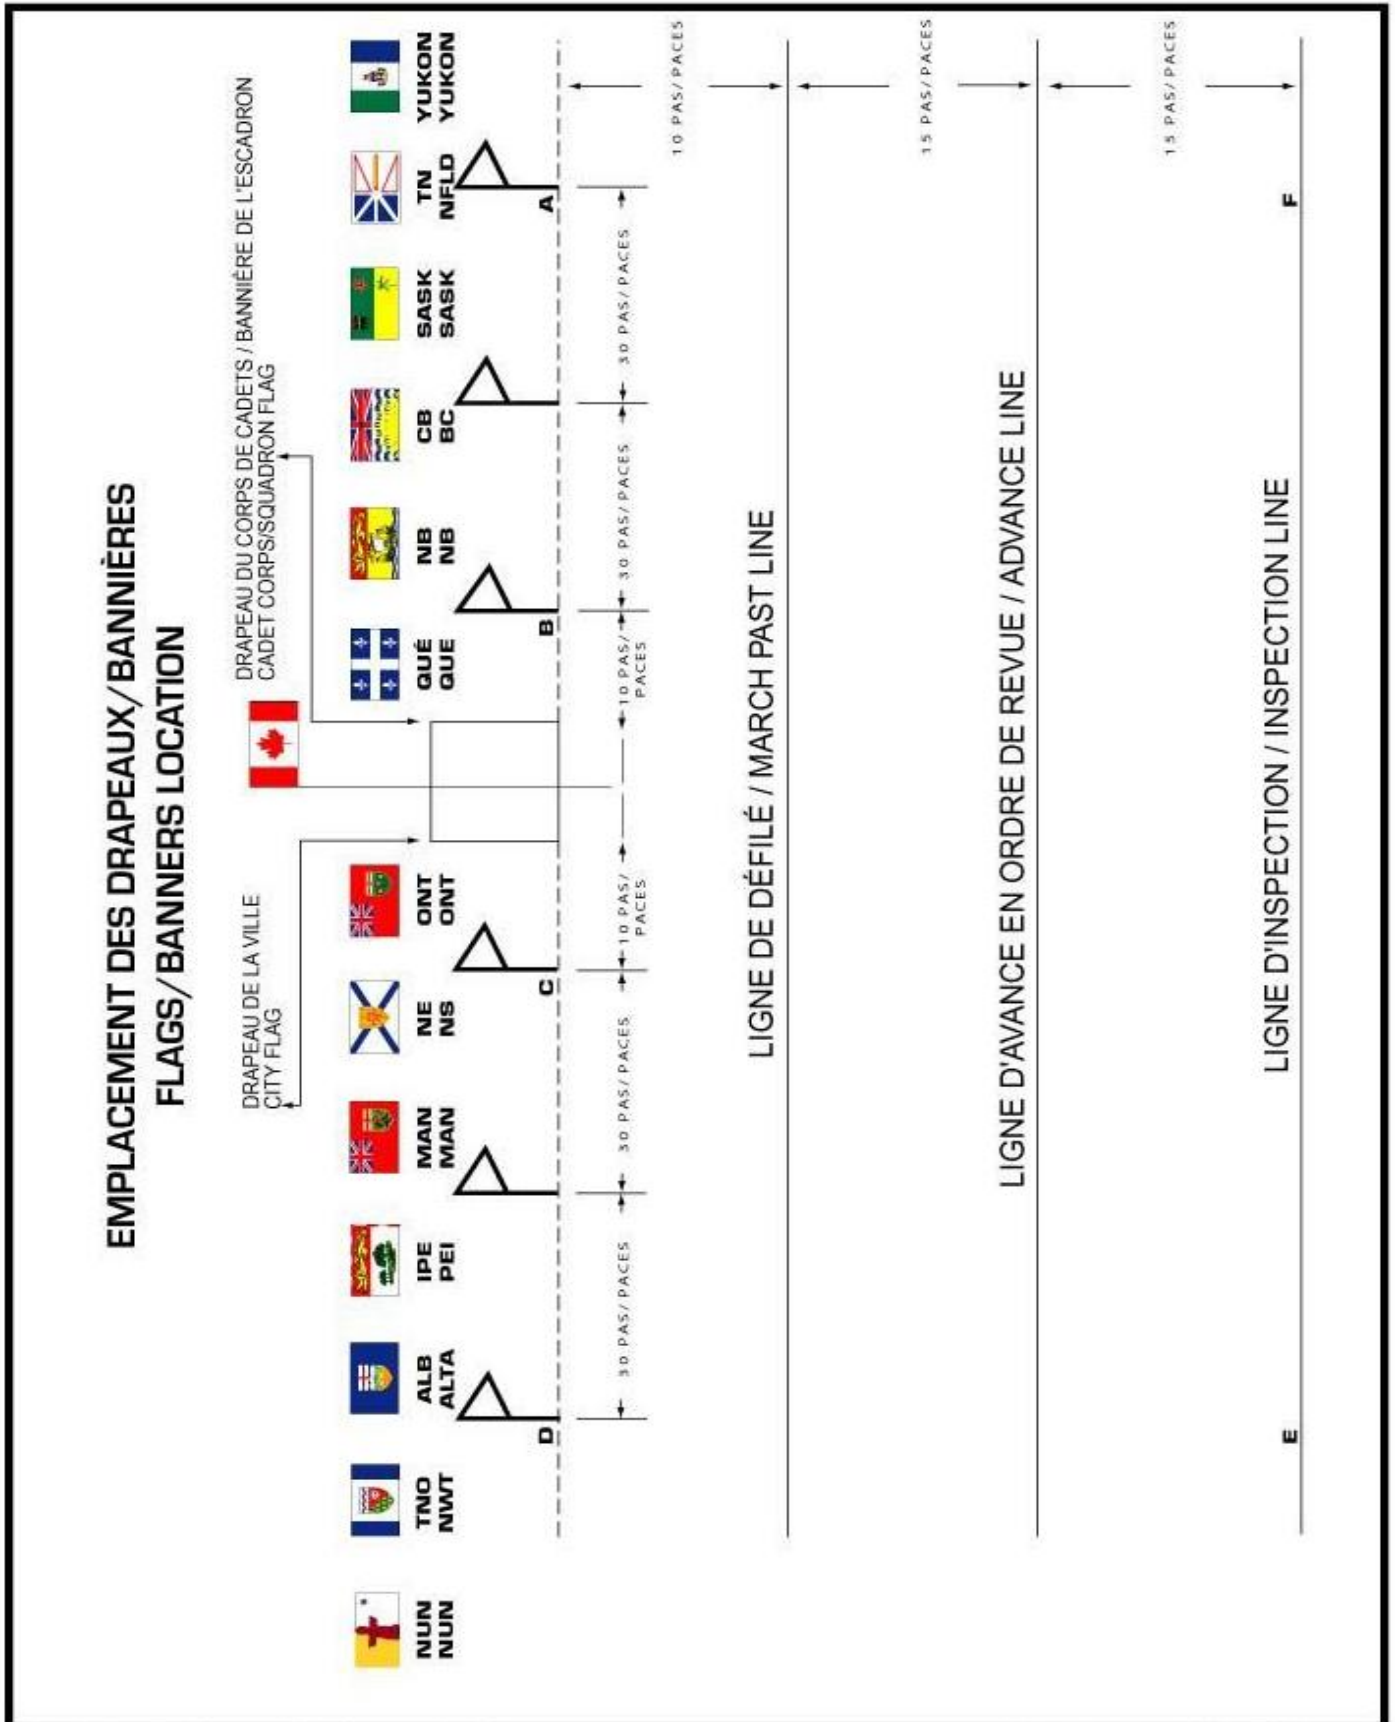 EMPLACEMENT DES DRAPEAUX/BANNIÈRES
FLAGS/BANNERS LOCATION
DRAPEAU DE LA VILLE
CITY FLAG
DRAPEAU DU CORPS DE CADETS / BANNIÈRE DE L'ESCADRON
CADET CORPS/SQUADRON FLAG
NUN
NUN
TNO
NWT
ALB
ALTA
IPE
PEI
MAN
MAN
NE
NS
ONT
ONT
QUÉ
QUE
NB
NB
CB
BC
SASK
SASK
TN
NFLD
YUKON
YUKON
D
C
B
A
30 PAS/PACES
30 PAS/PACES
10 PAS/
PACES
10 PAS/
PACES
30 PAS/PACES
30 PAS/PACES
10 PAS/PACES
LIGNE DE DÉFILÉ / MARCH PAST LINE
15 PAS/PACES
LIGNE D'AVANCE EN ORDRE DE REVUE / ADVANCE LINE
15 PAS/PACES
LIGNE D'INSPECTION / INSPECTION LINE
E
F